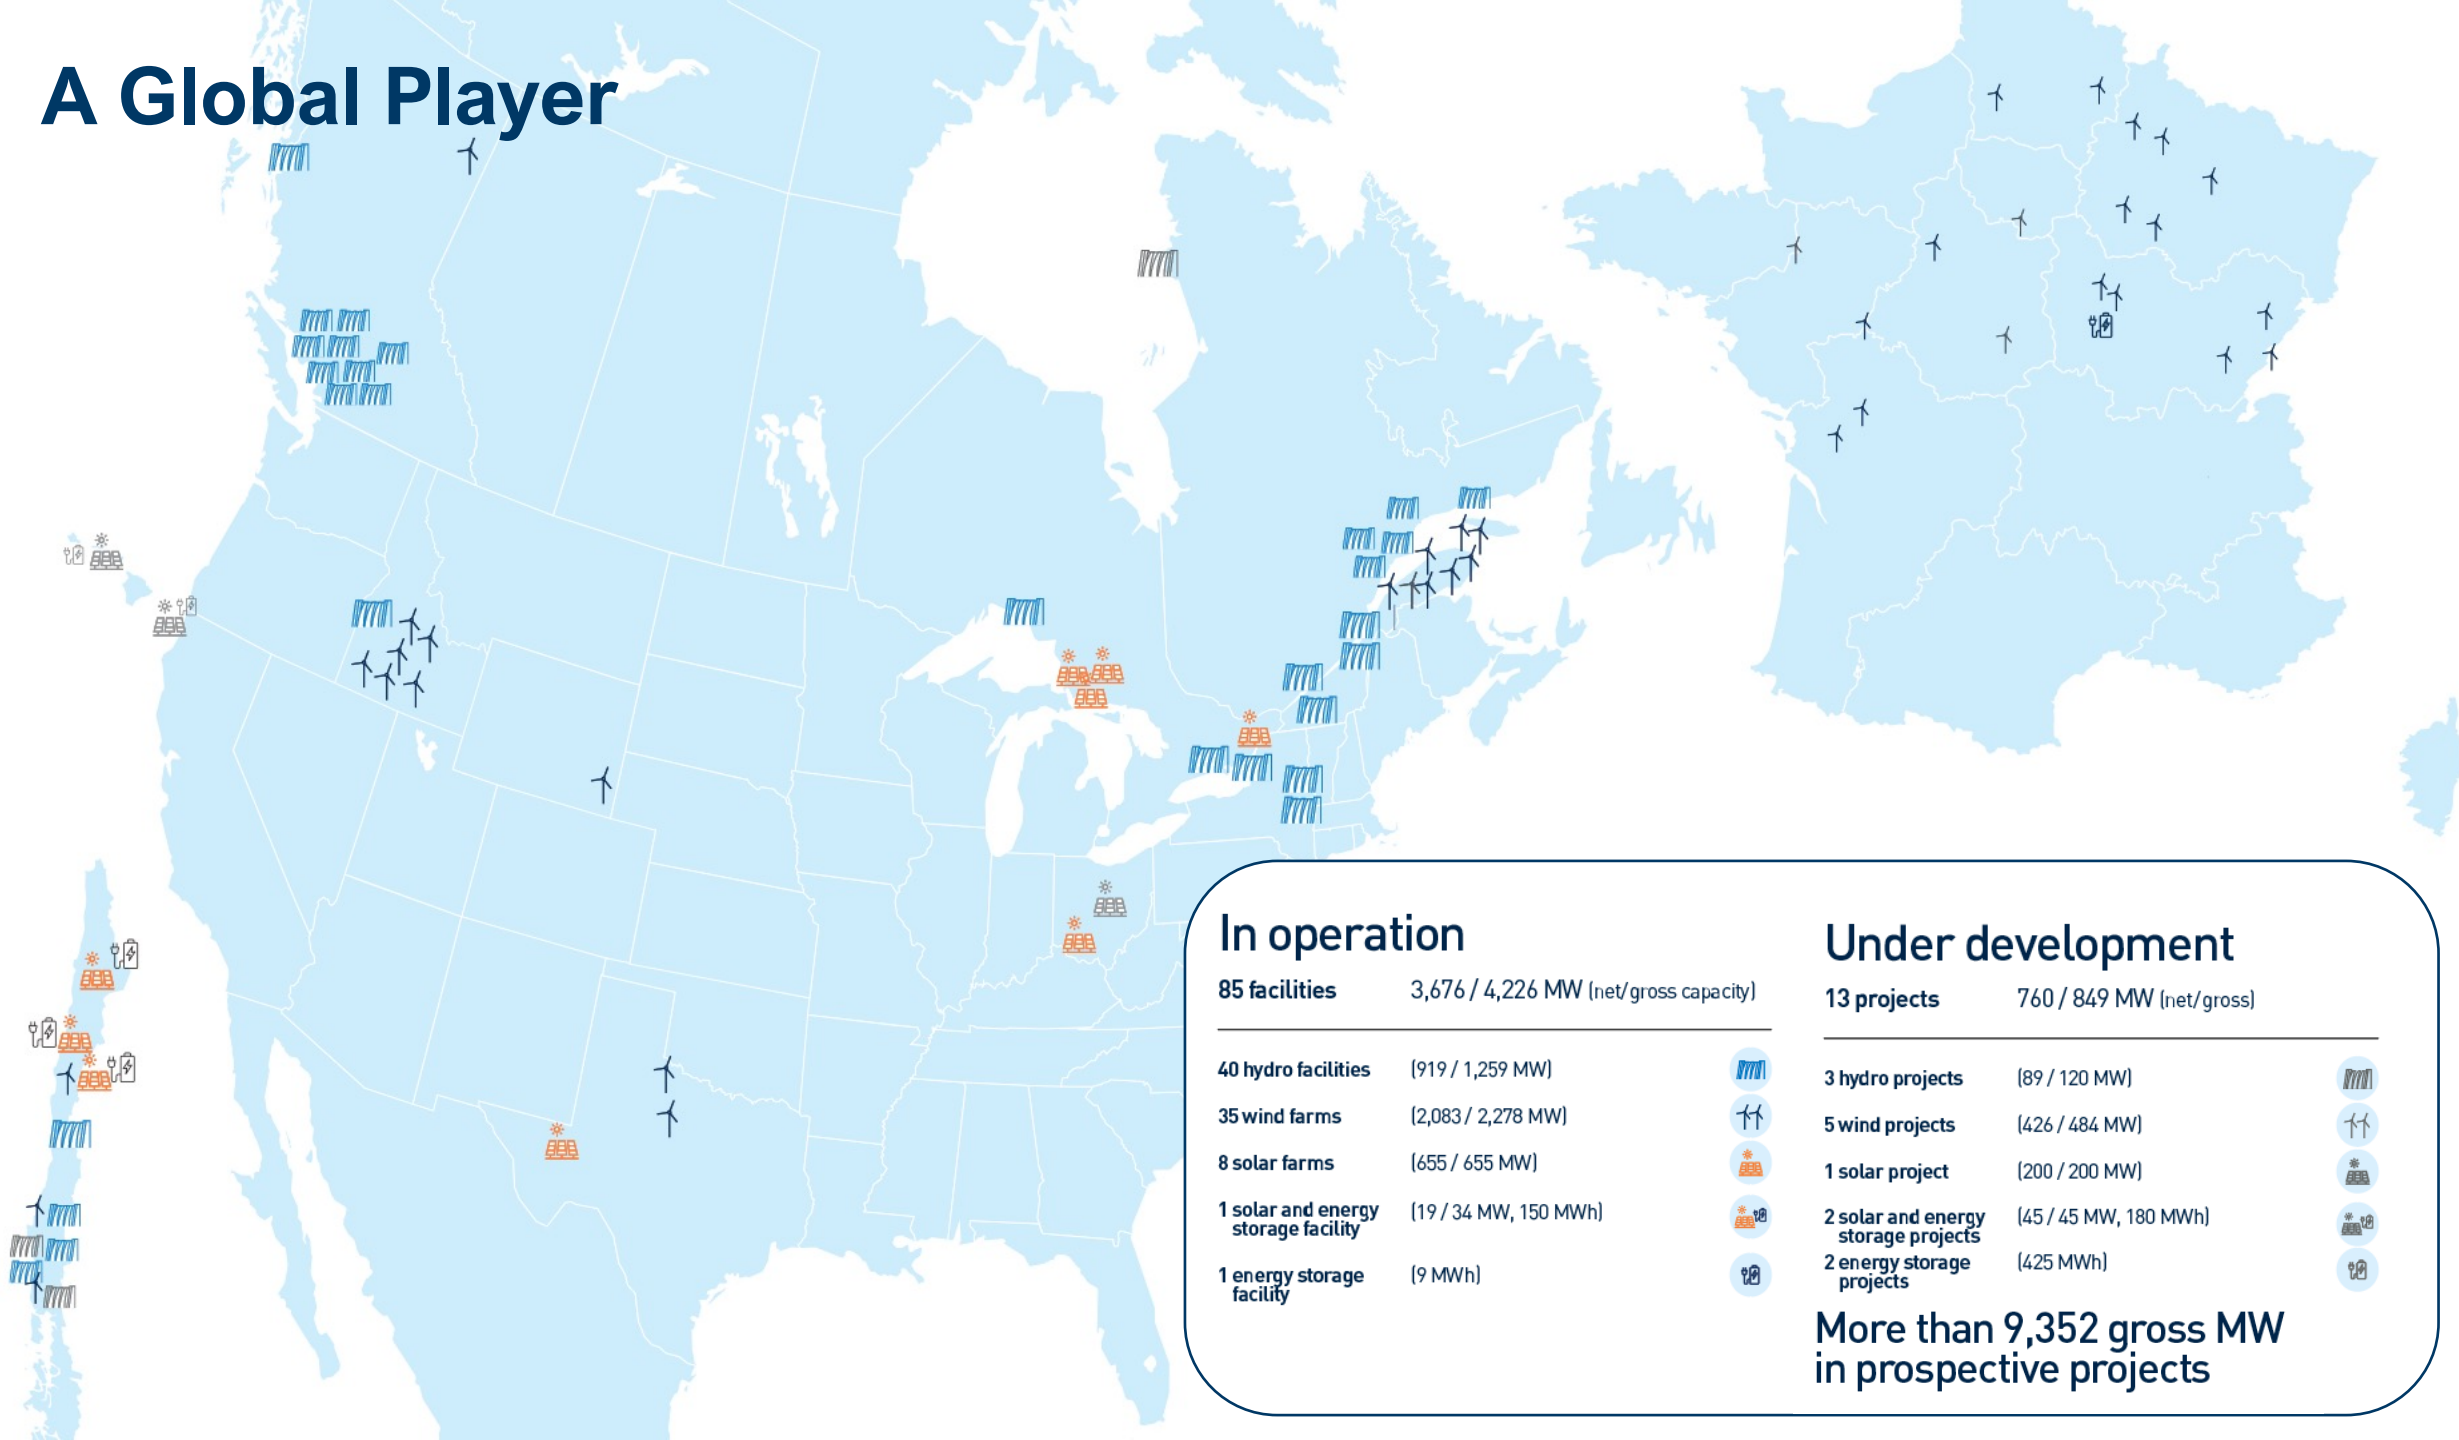 A Global Player
In operation
85 facilities 3,676 / 4,226 MW (net/gross capacity)
40 hydro facilities (919 / 1,259 MW)
35 wind farms (2,083 / 2,278 MW)
8 solar farms (655 / 655 MW)
1 solar and energy (19 / 34 MW, 150 MWh)
storage facility
1 energy storage (9 MWh)
facility
Under development
13 projects 760 / 849 MW (net/gross)
3 hydro projects (89 / 120 MW)
5 wind projects (426 / 484 MW)
1 solar project (200 / 200 MW)
2 solar and energy (45 / 45 MW, 180 MWh)
storage projects
2 energy storage (425 MWh)
projects
More than 9,352 gross MW
in prospective projects